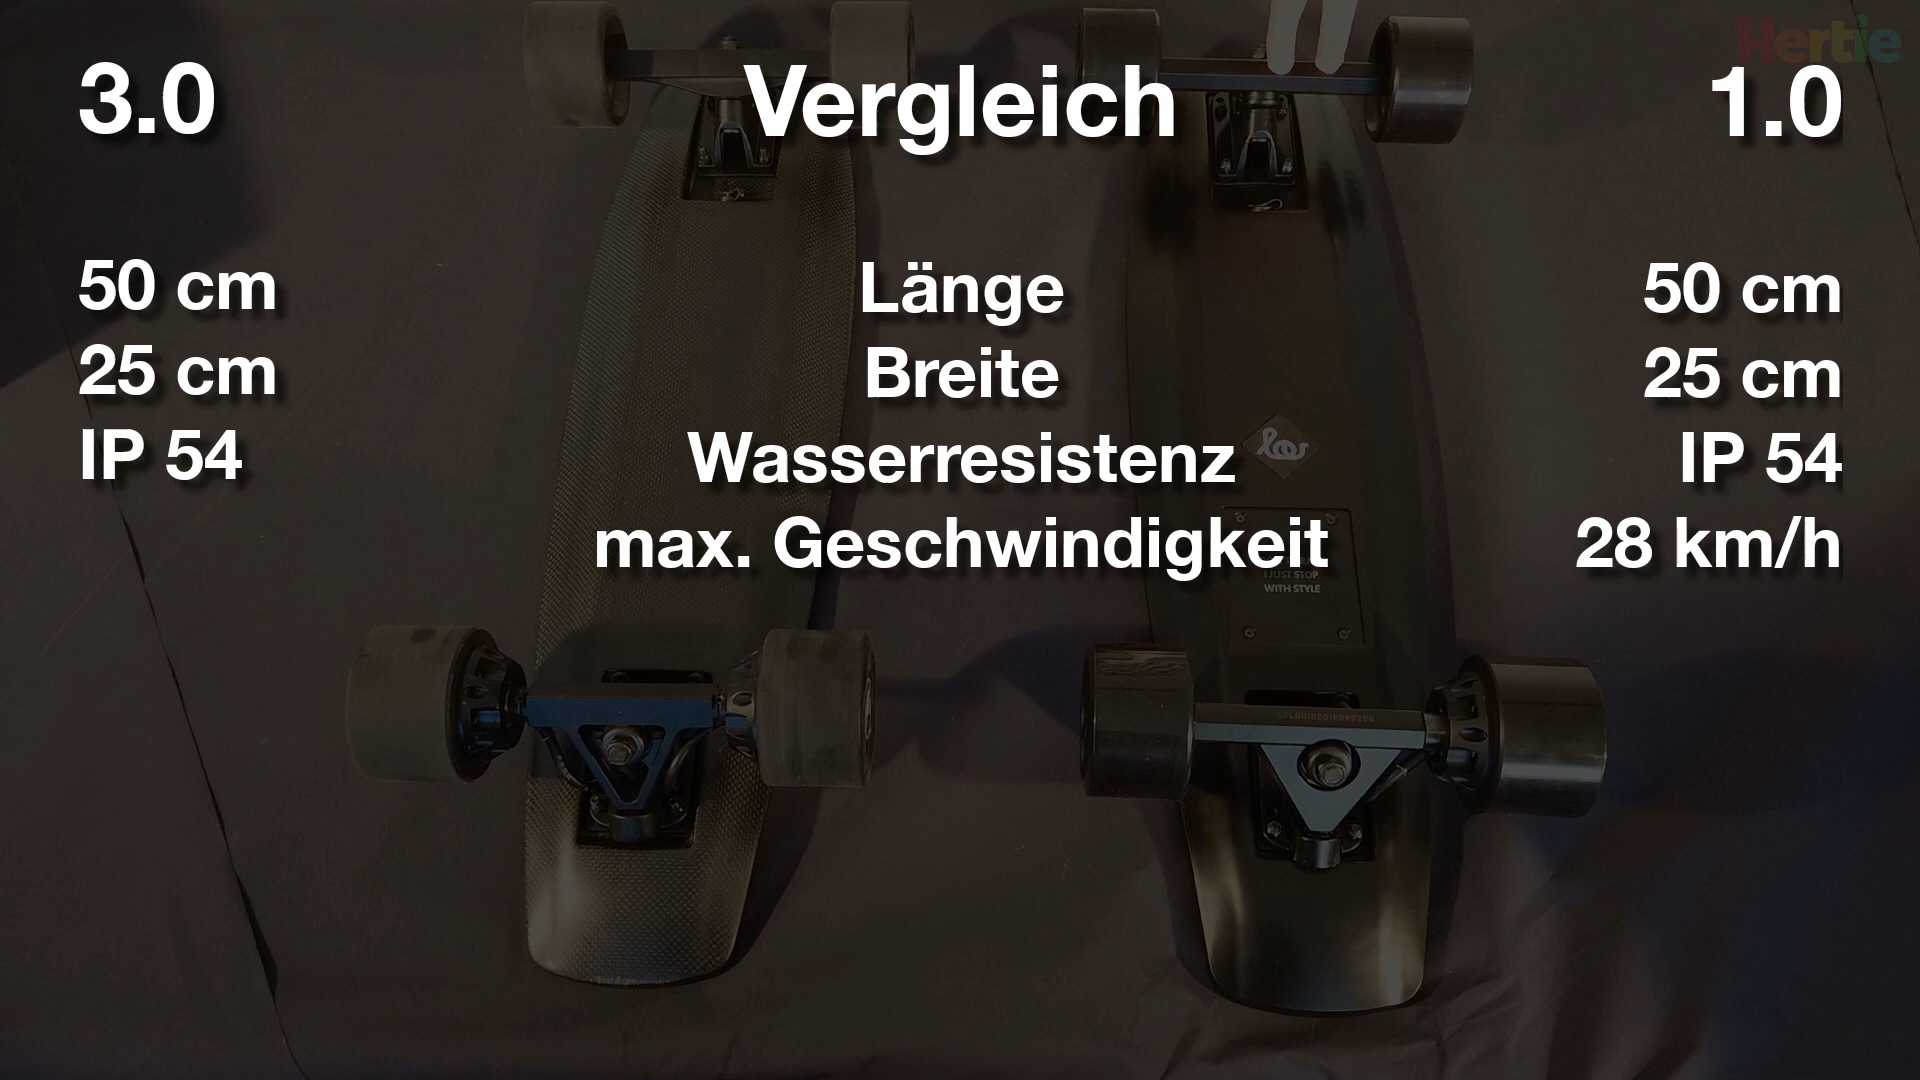 Hertie
3.0 Vergleich 1.0
50 cm Länge 50 cm
25 cm Breite 25 cm
IP 54 Wasserresistenz IP 54
max. Geschwindigkeit 28 km/h
lou
I JUST STOP
WITH STYLE